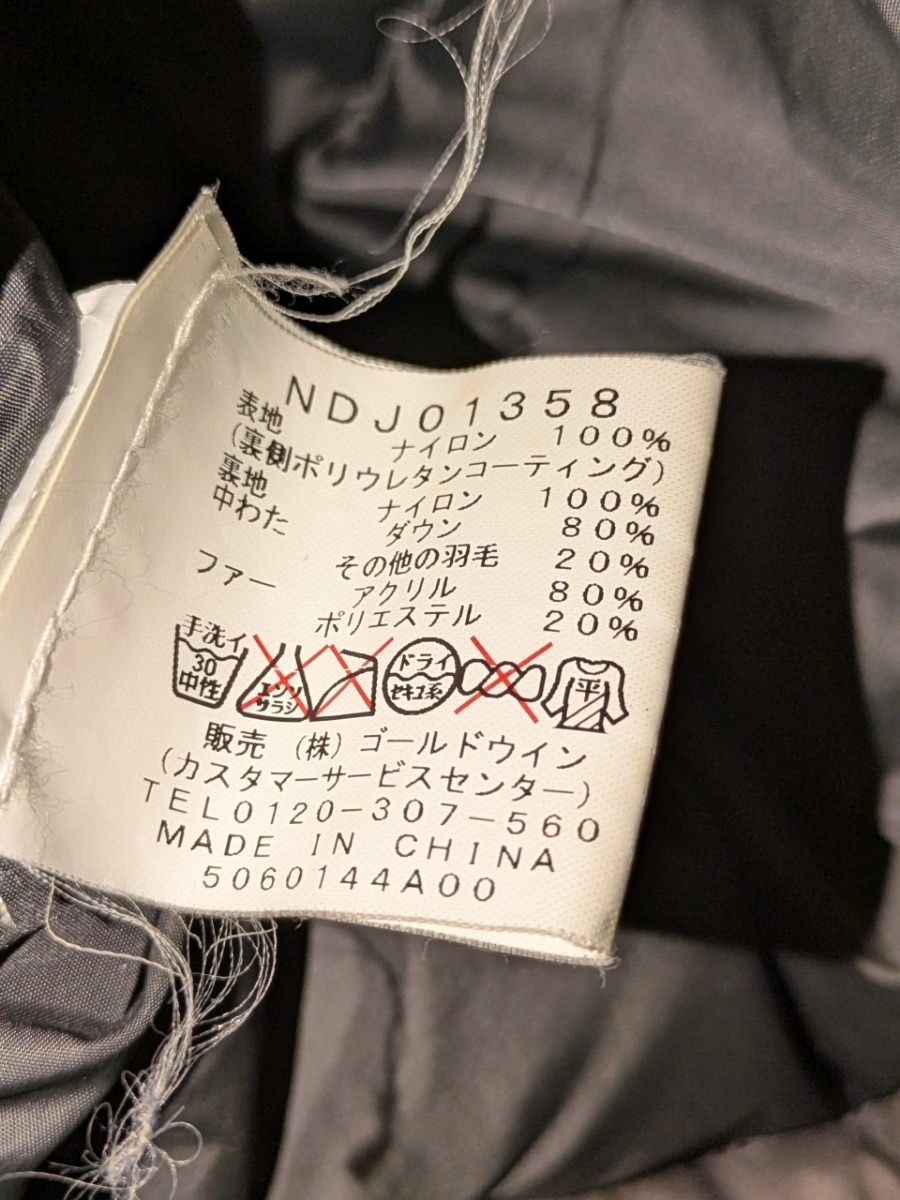 NDJ01358
表地 ナイロン 100%
(裏側ポリウレタンコーティング)
裏地 ナイロン 100%
中わた ダウン 80%
その他の羽毛 20%
ファー アクリル 80%
ポリエステル 20%
手洗イ 30 中性 エンソ サラシ ドライ セキユ系 平
販売 (株)ゴールドウイン
(カスタマーサービスセンター)
TEL0120-307-560
MADE IN CHINA
5060144A00